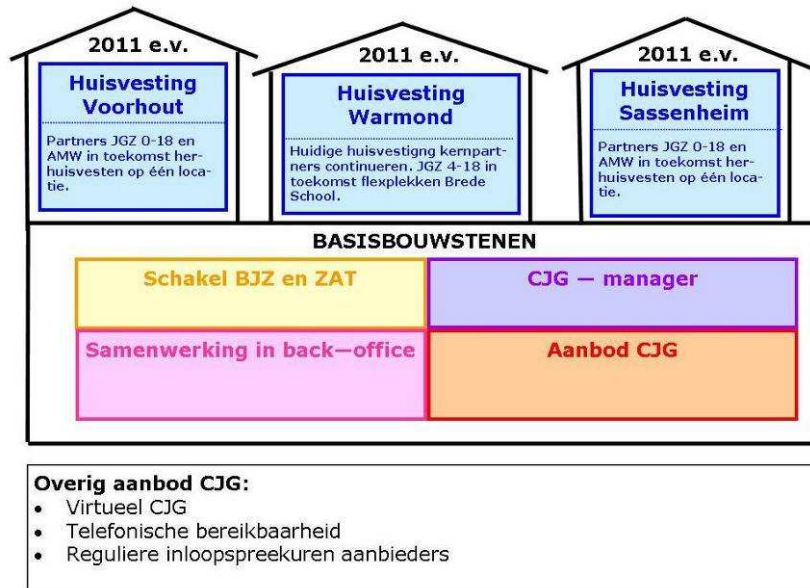 2011 e.v.
Huisvesting
Voorhout
Partners JGZ 0-18 en
AMW in toekomst her-
huisvesten op één loca-
tie.
2011 e.v.
Huisvesting
Warmond
Huidige huisvestigng kernpart-
ners continueren. JGZ 4-18 in
toekomst flexplekken Brede
School.
2011 e.v.
Huisvesting
Sassenheim
Partners JGZ 0-18 en
AMW in toekomst her-
huisvesten op één loca-
tie.
BASISBOUWSTENEN
Schakel BJZ en ZAT
CJG — manager
Samenwerking in back—office
Aanbod CJG
Overig aanbod CJG:
• Virtueel CJG
• Telefonische bereikbaarheid
• Reguliere inloopspreekuren aanbieders